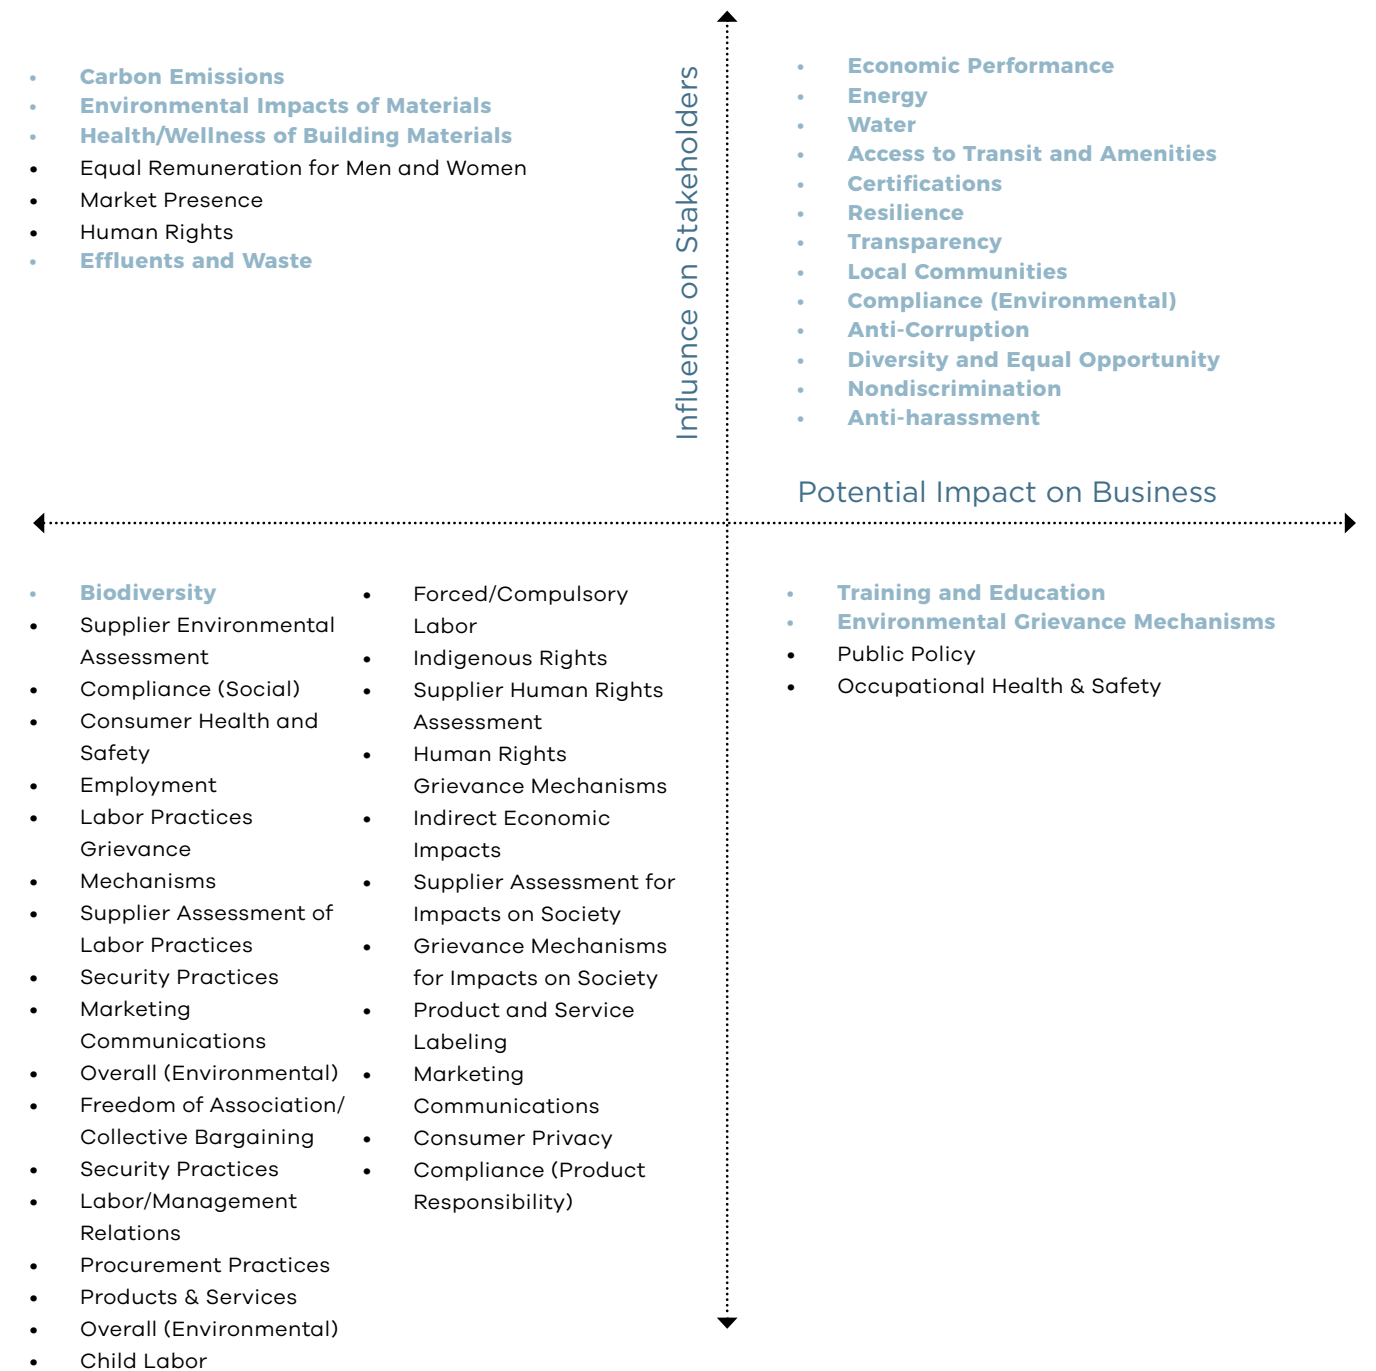 • Carbon Emissions
• Environmental Impacts of Materials
• Health/Wellness of Building Materials
• Equal Remuneration for Men and Women
• Market Presence
• Human Rights
• Effluents and Waste
Influence on Stakeholders
• Economic Performance
• Energy
• Water
• Access to Transit and Amenities
• Certifications
• Resilience
• Transparency
• Local Communities
• Compliance (Environmental)
• Anti-Corruption
• Diversity and Equal Opportunity
• Nondiscrimination
• Anti-harassment
Potential Impact on Business
• Biodiversity
• Supplier Environmental
Assessment
• Compliance (Social)
• Consumer Health and
Safety
• Employment
• Labor Practices
Grievance
• Mechanisms
• Supplier Assessment of
Labor Practices
• Security Practices
• Marketing
Communications
• Overall (Environmental)
• Freedom of Association/
Collective Bargaining
• Security Practices
• Labor/Management
Relations
• Procurement Practices
• Products & Services
• Overall (Environmental)
• Child Labor
• Forced/Compulsory
Labor
• Indigenous Rights
• Supplier Human Rights
Assessment
• Human Rights
Grievance Mechanisms
• Indirect Economic
Impacts
• Supplier Assessment for
Impacts on Society
• Grievance Mechanisms
for Impacts on Society
• Product and Service
Labeling
• Marketing
Communications
• Consumer Privacy
• Compliance (Product
Responsibility)
• Training and Education
• Environmental Grievance Mechanisms
• Public Policy
• Occupational Health & Safety